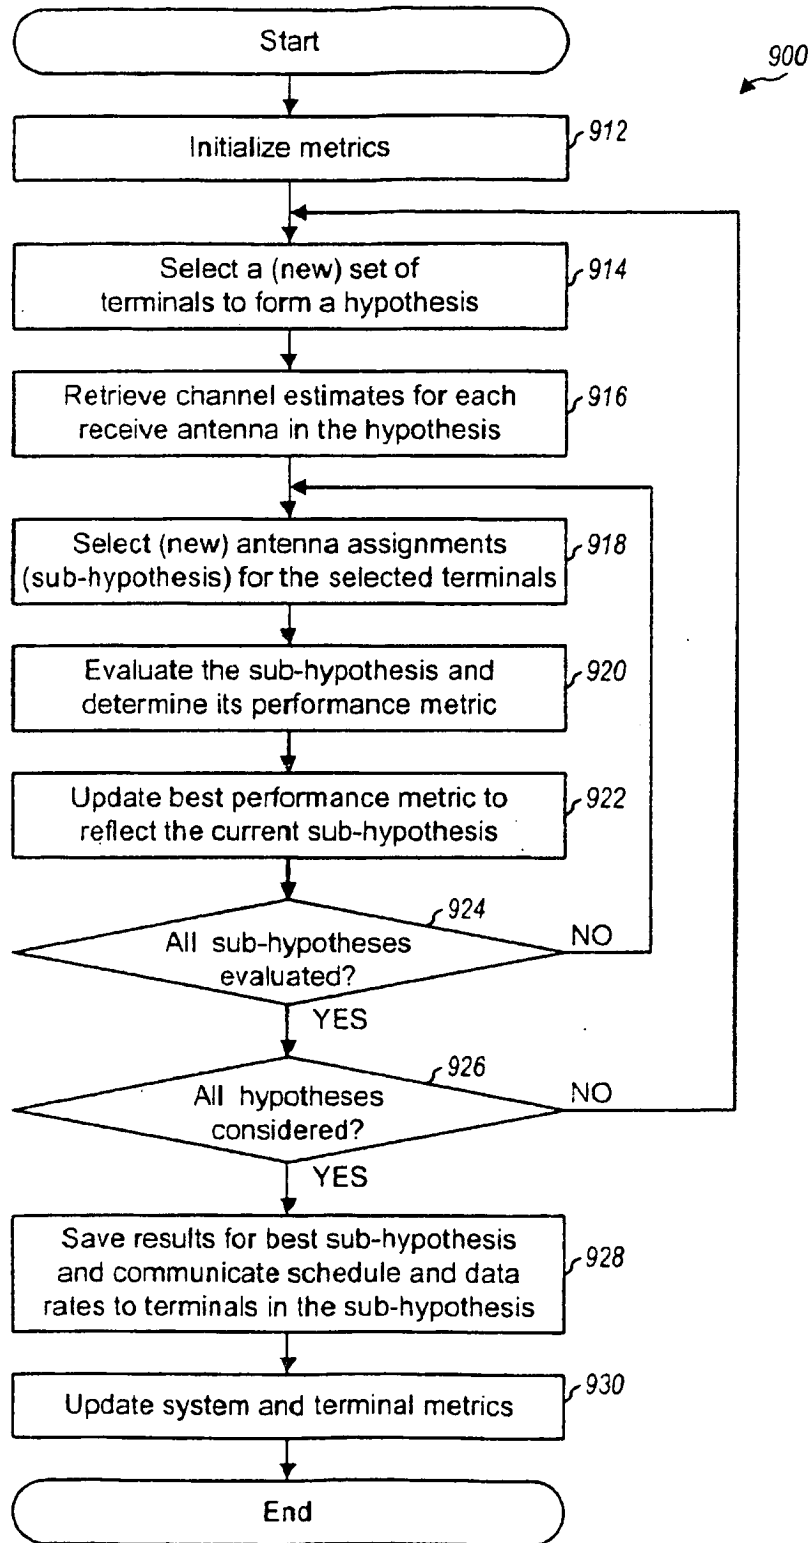 Start
900
Initialize metrics
912
Select a (new) set of
terminals to form a hypothesis
914
Retrieve channel estimates for each
receive antenna in the hypothesis
916
Select (new) antenna assignments
(sub-hypothesis) for the selected terminals
918
Evaluate the sub-hypothesis and
determine its performance metric
920
Update best performance metric to
reflect the current sub-hypothesis
922
924
All sub-hypotheses
evaluated?
NO
YES
926
All hypotheses
considered?
NO
YES
Save results for best sub-hypothesis
and communicate schedule and data
rates to terminals in the sub-hypothesis
928
Update system and terminal metrics
930
End